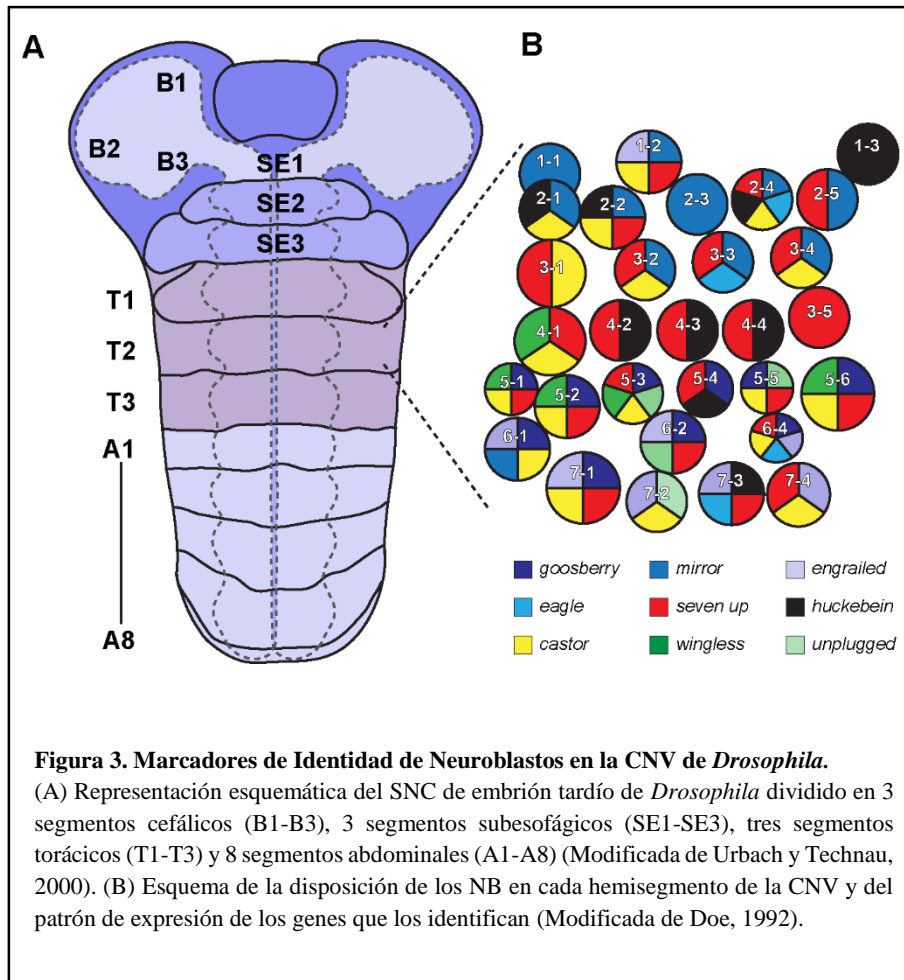 A
B
B1
B2
B3
SE1
SE2
SE3
T1
T2
T3
A1
A8
1-1
1-2
1-3
2-1
2-2
2-3
2-4
2-5
3-1
3-2
3-3
3-4
3-5
4-1
4-2
4-3
4-4
5-1
5-2
5-3
5-4
5-5
5-6
6-1
6-2
6-4
7-1
7-2
7-3
7-4
goosberry
mirror
engrailed
eagle
seven up
huckebein
castor
wingless
unplugged
Figura 3. Marcadores de Identidad de Neuroblastos en la CNV de Drosophila.
(A) Representación esquemática del SNC de embrión tardío de Drosophila dividido en 3
segmentos cefálicos (B1-B3), 3 segmentos subesofágicos (SE1-SE3), tres segmentos
torácicos (T1-T3) y 8 segmentos abdominales (A1-A8) (Modificada de Urbach y Technau,
2000). (B) Esquema de la disposición de los NB en cada hemisegmento de la CNV y del
patrón de expresión de los genes que los identifican (Modificada de Doe, 1992).